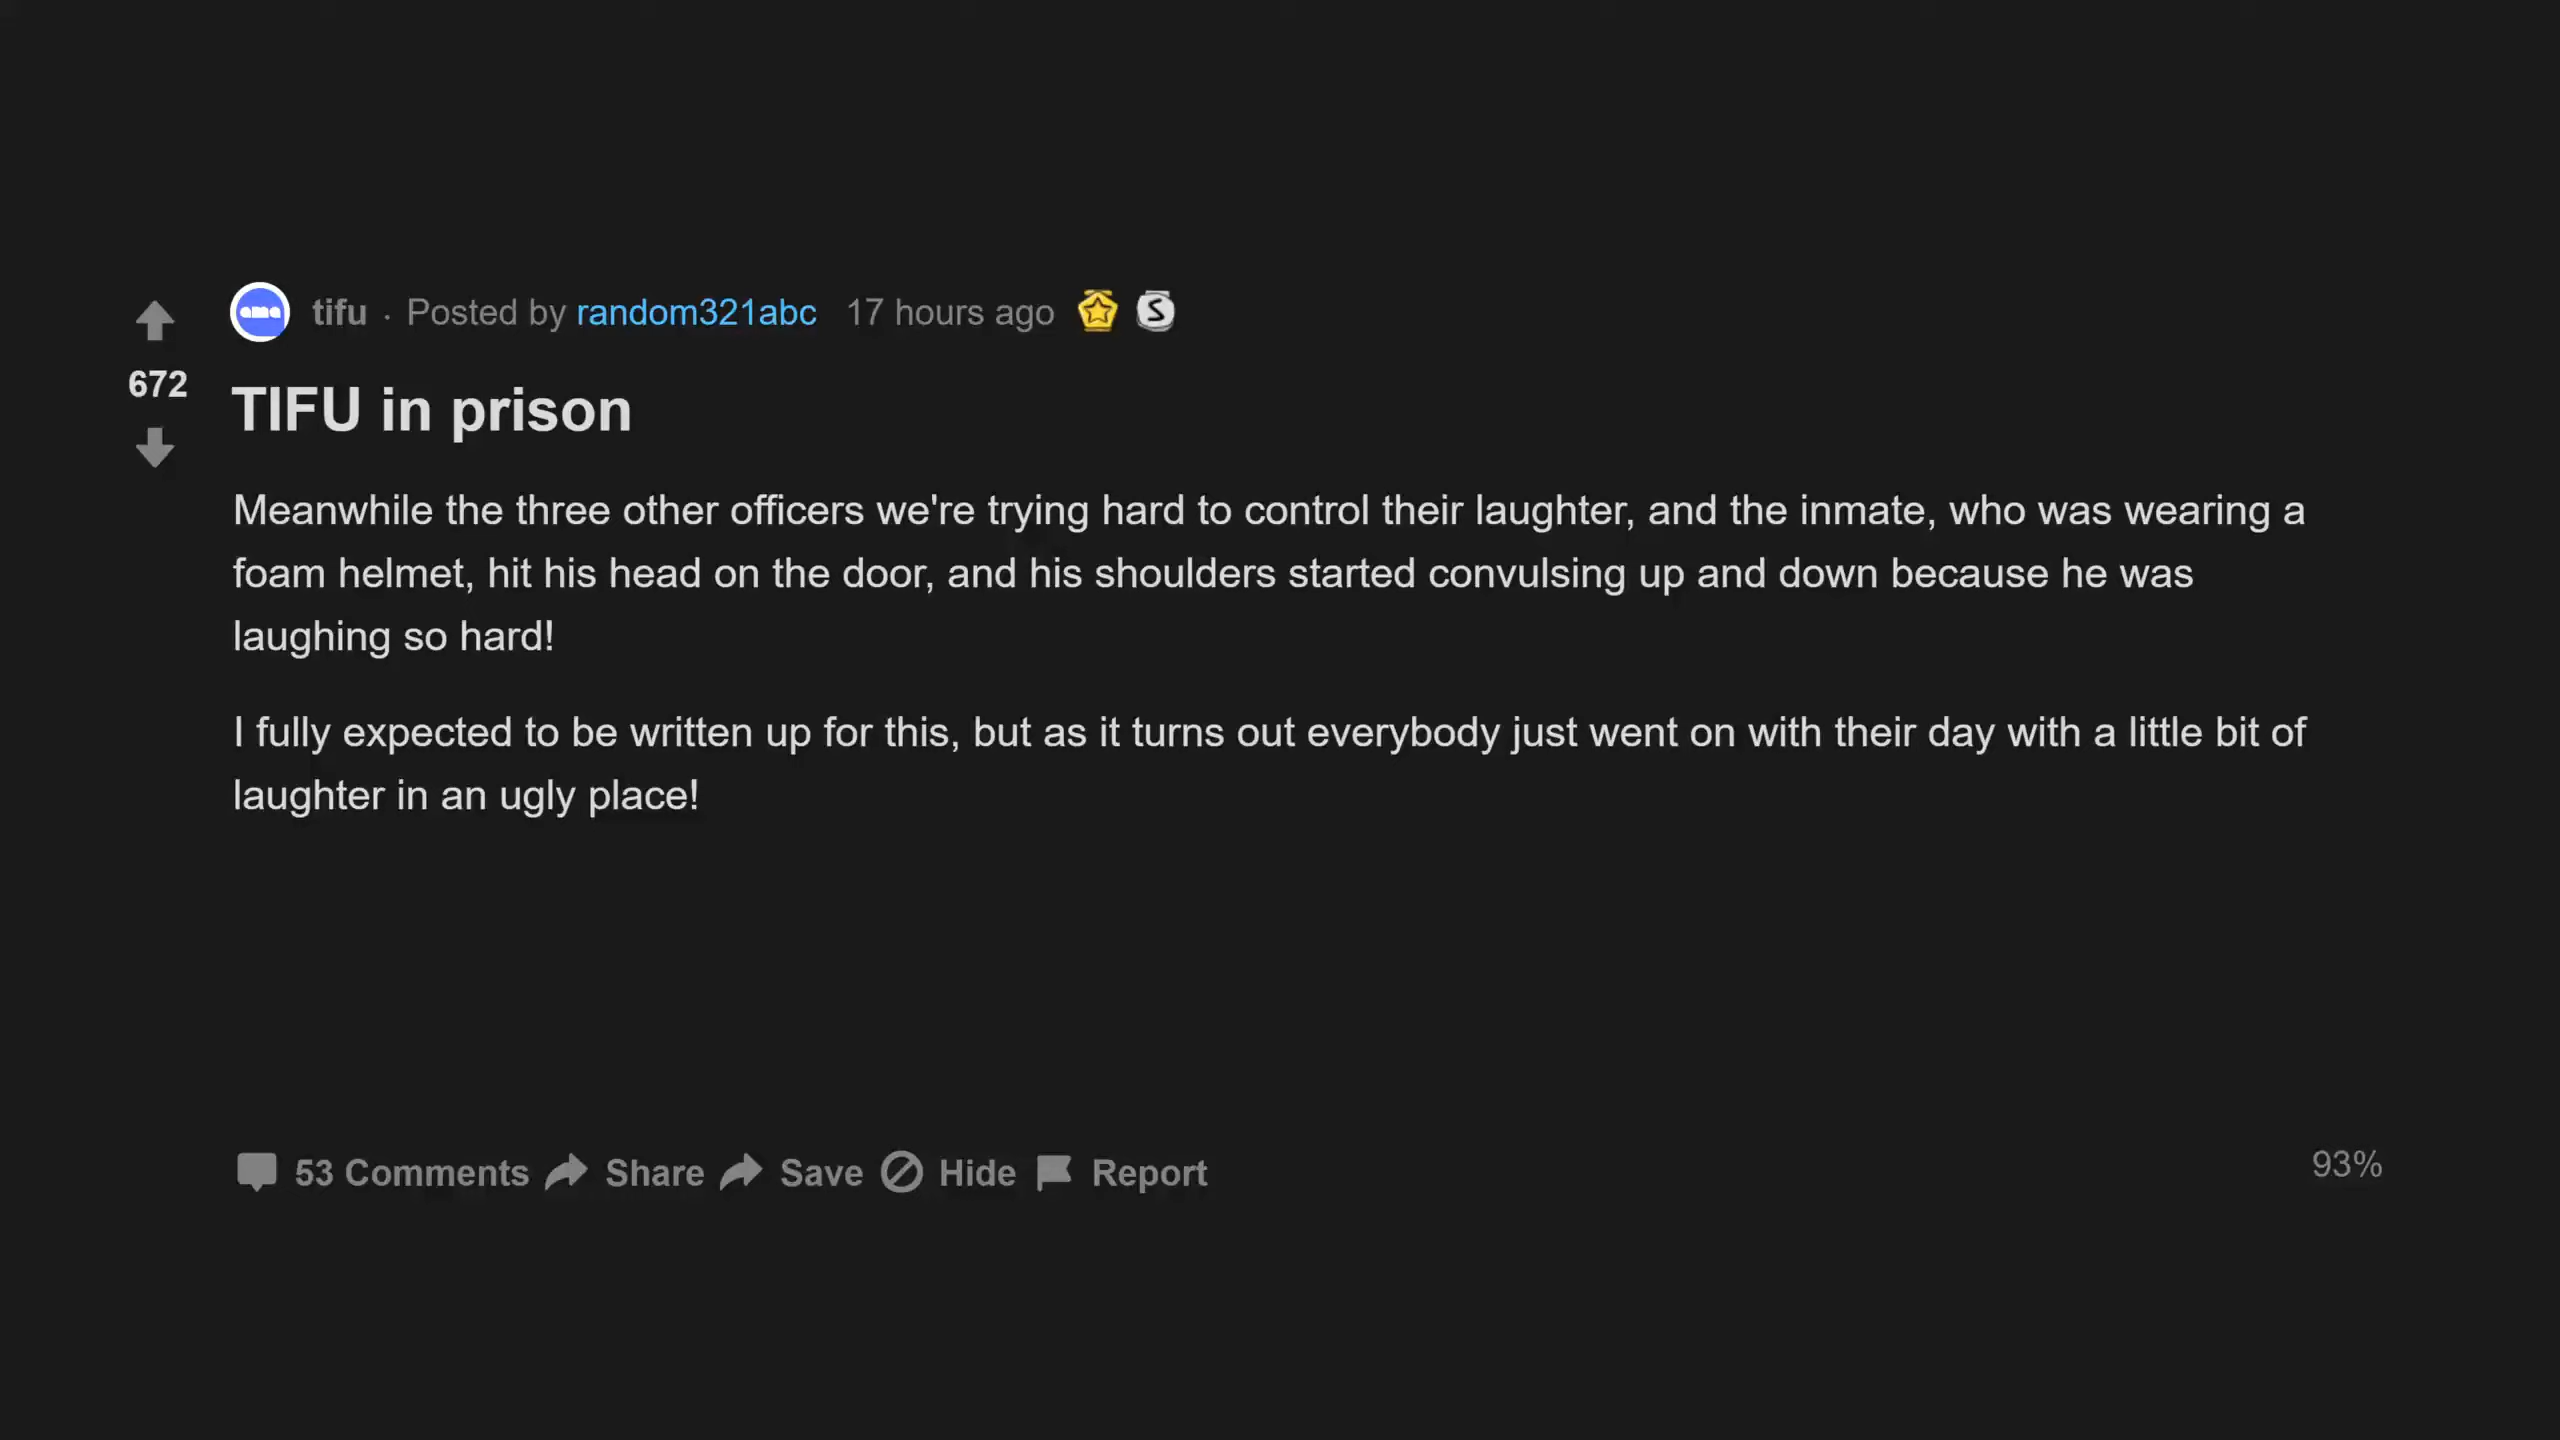 tifu · Posted by random321abc 17 hours ago
672
TIFU in prison
Meanwhile the three other officers we're trying hard to control their laughter, and the inmate, who was wearing a
foam helmet, hit his head on the door, and his shoulders started convulsing up and down because he was
laughing so hard!
I fully expected to be written up for this, but as it turns out everybody just went on with their day with a little bit of
laughter in an ugly place!
53 Comments Share Save Hide Report
93%